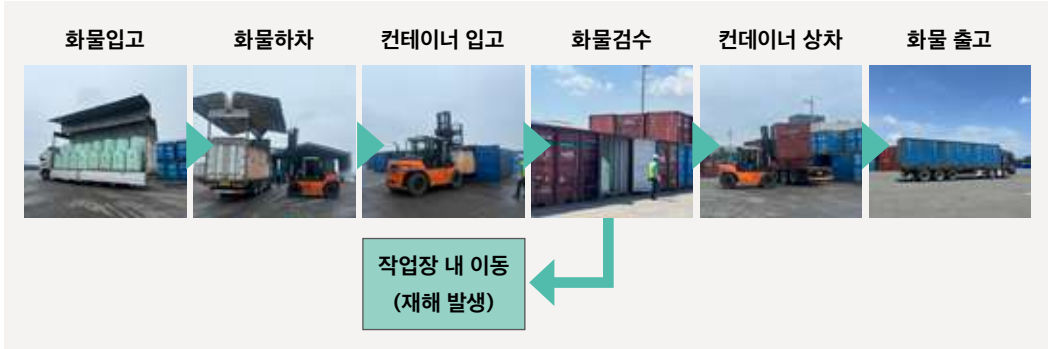 화물입고
화물하차
컨테이너 입고
화물검수
컨데이너 상차
화물 출고
작업장 내 이동
(재해 발생)